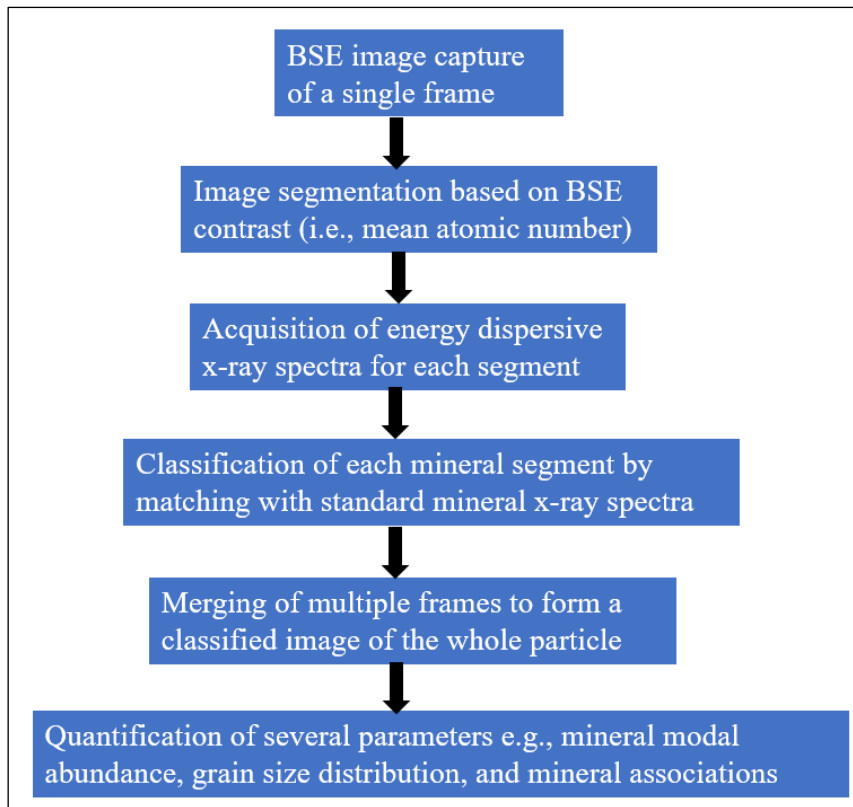 BSE image capture
of a single frame
Image segmentation based on BSE
contrast (i.e., mean atomic number)
Acquisition of energy dispersive
x-ray spectra for each segment
Classification of each mineral segment by
matching with standard mineral x-ray spectra
Merging of multiple frames to form a
classified image of the whole particle
Quantification of several parameters e.g., mineral modal
abundance, grain size distribution, and mineral associations